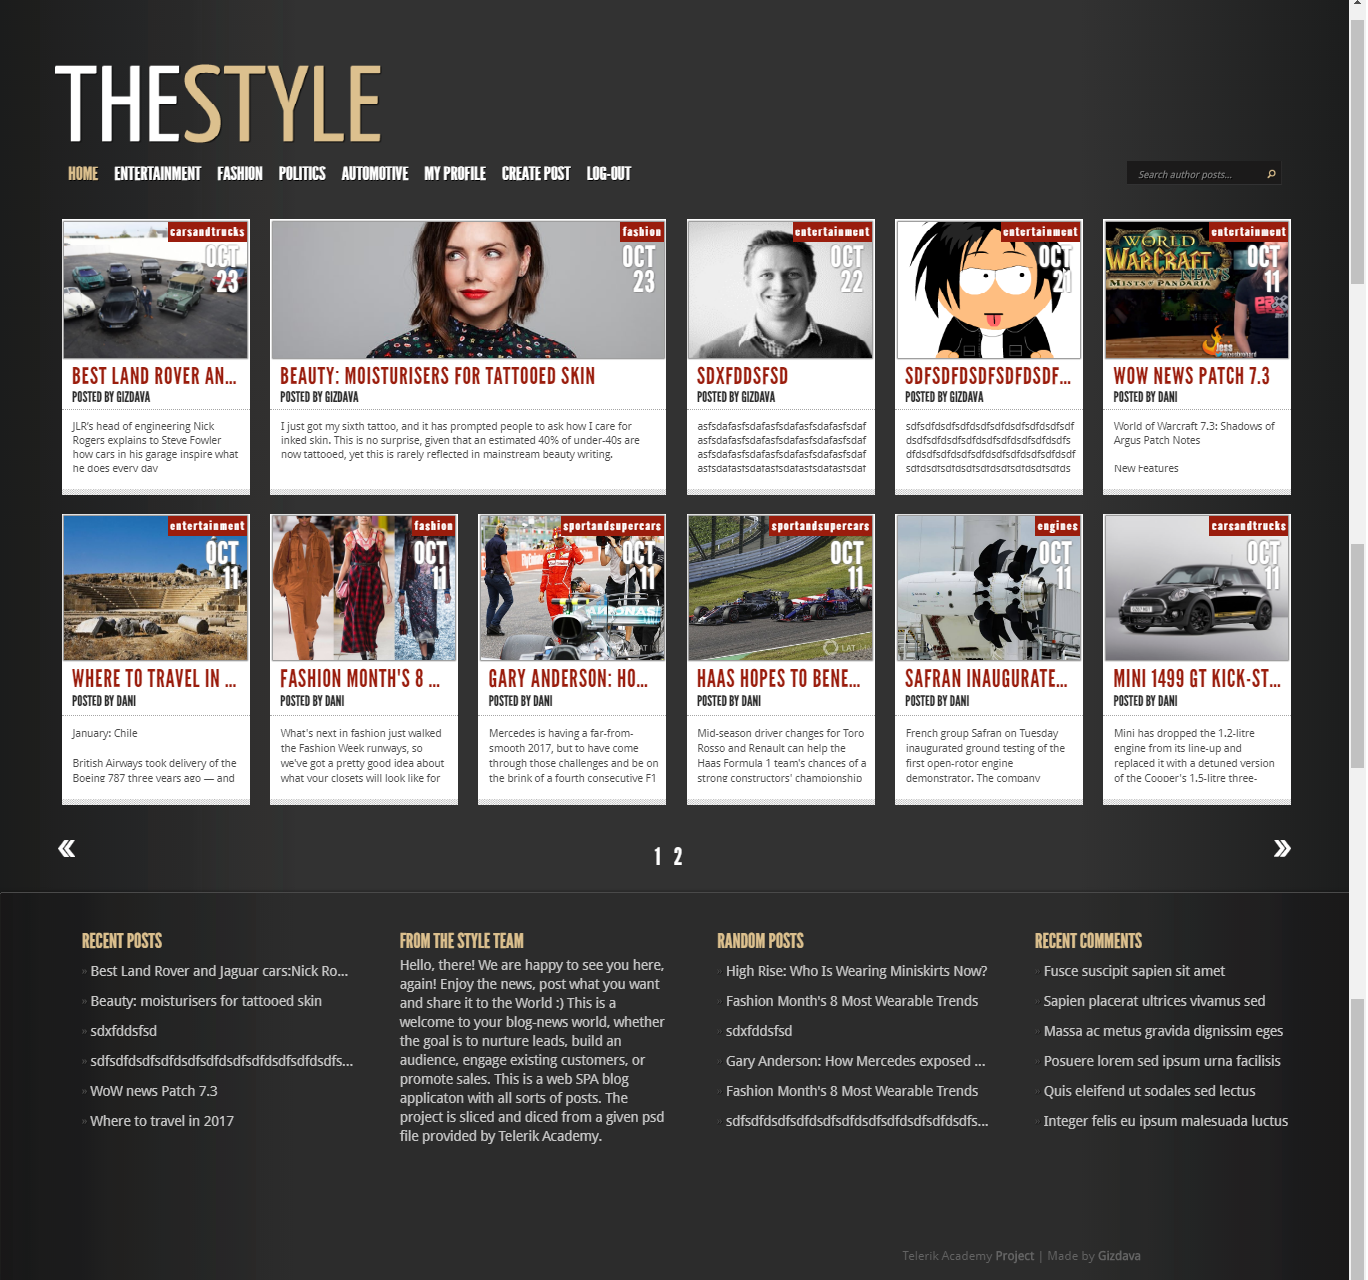 THESTYLE
HOME ENTERTAINMENT FASHION POLITICS AUTOMOTIVE MY PROFILE CREATE POST LOG-OUT
Search author posts...
carsandtrucks
OCT
23
BEST LAND ROVER AN...
POSTED BY GIZDAVA
JLR's head of engineering Nick
Rogers explains to Steve Fowler
how cars in his garage inspire what
he does every day
fashion
OCT
23
BEAUTY: MOISTURISERS FOR TATTOOED SKIN
POSTED BY GIZDAVA
I just got my sixth tattoo, and it has prompted people to ask how I care for
inked skin. This is no surprise, given that an estimated 40% of under-40s are
now tattooed, yet this is rarely reflected in mainstream beauty writing.
entertainment
OCT
22
SDXFDDSFSD
POSTED BY GIZDAVA
asfsdafasfsdafasfsdafasfsdafasfsdaf
asfsdafasfsdafasfsdafasfsdafasfsdaf
asfsdafasfsdafasfsdafasfsdafasfsdaf
asfsdafasfsdafasfsdafasfsdafasfsdaf
entertainment
OCT
21
SDFSDFDSDFSDFDSDF...
POSTED BY GIZDAVA
entertainment
OCT
11
WORLD
WARCRAFT
NEWS
MISTS OF PANDARIA
Jess
WOW NEWS PATCH 7.3
POSTED BY DANI
World of Warcraft 7.3: Shadows of
Argus Patch Notes
New Features
entertainment
OCT
11
WHERE TO TRAVEL IN ...
POSTED BY DANI
January: Chile
British Airways took delivery of the
Boeing 787 three years ago — and
fashion
OCT
11
FASHION MONTH'S 8 ...
POSTED BY DANI
What's next in fashion just walked
the Fashion Week runways, so
we've got a pretty good idea about
what your closets will look like for
sportandsupercars
OCT
11
GARY ANDERSON: HO...
POSTED BY DANI
Mercedes is having a far-from-
smooth 2017, but to have come
through those challenges and be on
the brink of a fourth consecutive F1
sportandsupercars
OCT
11
LAT
HAAS HOPES TO BENE...
POSTED BY DANI
Mid-season driver changes for Toro
Rosso and Renault can help the
Haas Formula 1 team's chances of a
strong constructors' championship
engines
OCT
11
SAFRAN INAUGURATE...
POSTED BY DANI
French group Safran on Tuesday
inaugurated ground testing of the
first open-rotor engine
demonstrator. The company
carsandtrucks
OCT
11
MINI 1499 GT KICK-ST...
POSTED BY DANI
Mini has dropped the 1.2-litre
engine from its line-up and
replaced it with a detuned version
of the Cooper's 1.5-litre three-
« 1 2 »
RECENT POSTS
Best Land Rover and Jaguar cars:Nick Ro...
Beauty: moisturisers for tattooed skin
sdxfddsfsd
WoW news Patch 7.3
Where to travel in 2017
FROM THE STYLE TEAM
Hello, there! We are happy to see you here,
again! Enjoy the news, post what you want
and share it to the World :) This is a
welcome to your blog-news world, whether
the goal is to nurture leads, build an
audience, engage existing customers, or
promote sales. This is a web SPA blog
applicaton with all sorts of posts. The
project is sliced and diced from a given psd
file provided by Telerik Academy.
RANDOM POSTS
High Rise: Who Is Wearing Miniskirts Now?
Fashion Month's 8 Most Wearable Trends
sdxfddsfsd
Gary Anderson: How Mercedes exposed ...
Fashion Month's 8 Most Wearable Trends
RECENT COMMENTS
Fusce suscipit sapien sit amet
Sapien placerat ultrices vivamus sed
Massa ac metus gravida dignissim eges
Posuere lorem sed ipsum urna facilisis
Quis eleifend ut sodales sed lectus
Integer felis eu ipsum malesuada luctus
Telerik Academy Project | Made by Gizdava